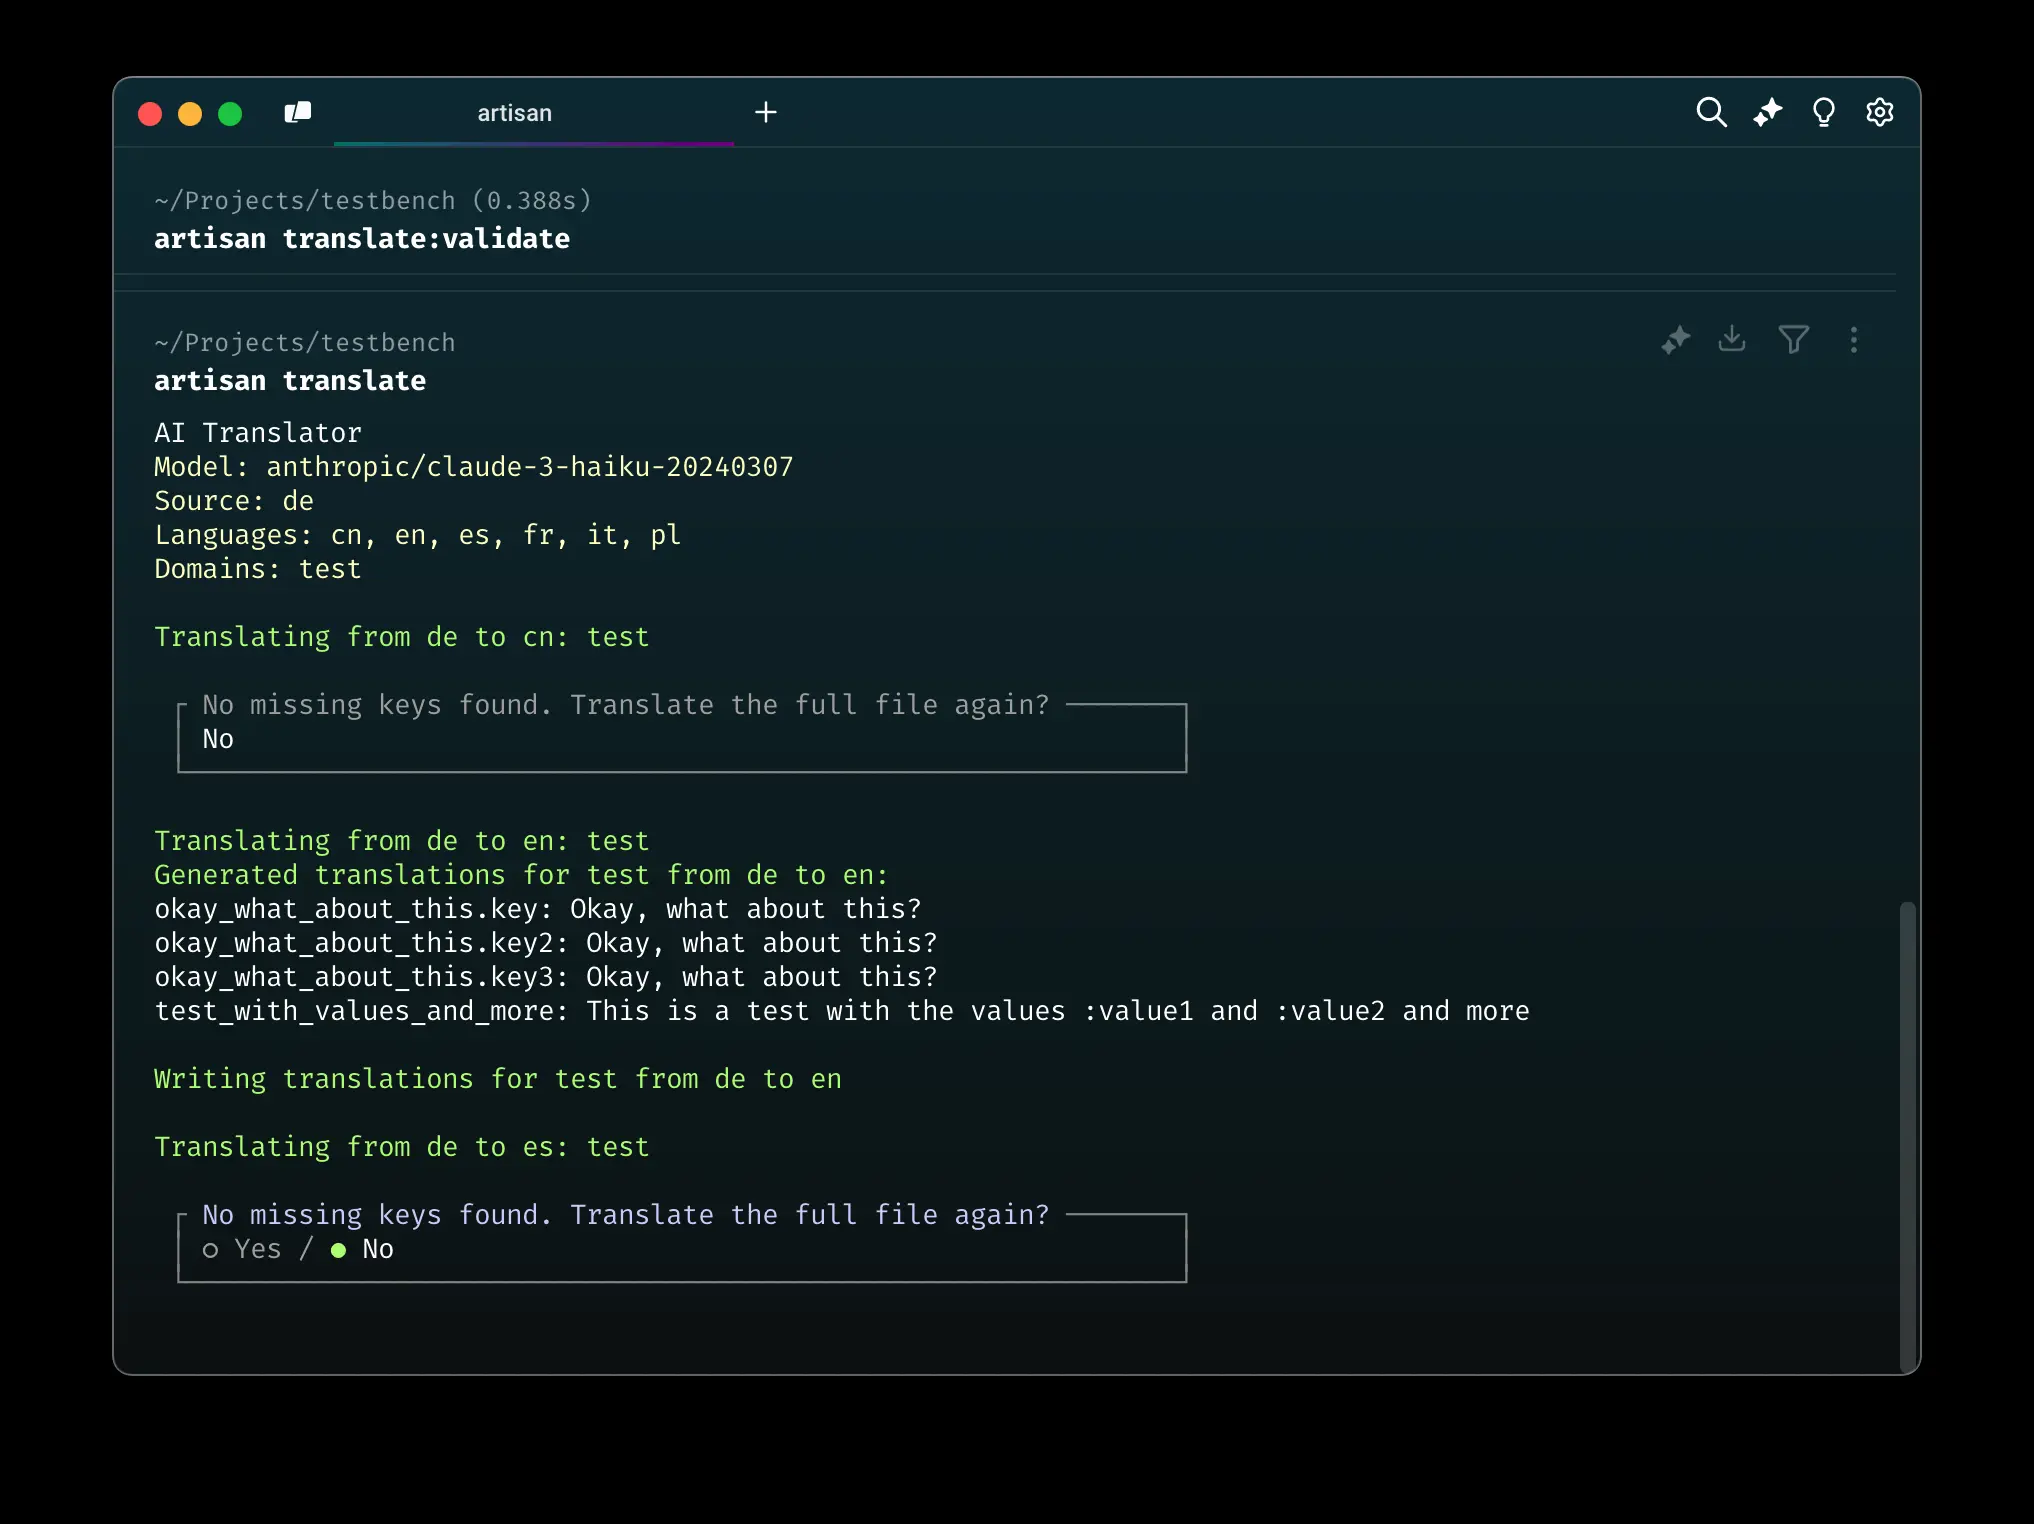 artisan
~/Projects/testbench (0.388s)
artisan translate:validate
~/Projects/testbench
artisan translate
AI Translator
Model: anthropic/claude-3-haiku-20240307
Source: de
Languages: cn, en, es, fr, it, pl
Domains: test
Translating from de to cn: test
No missing keys found. Translate the full file again?
No
Translating from de to en: test
Generated translations for test from de to en:
okay_what_about_this.key: Okay, what about this?
okay_what_about_this.key2: Okay, what about this?
okay_what_about_this.key3: Okay, what about this?
test_with_values_and_more: This is a test with the values :value1 and :value2 and more
Writing translations for test from de to en
Translating from de to es: test
No missing keys found. Translate the full file again?
○ Yes / ● No